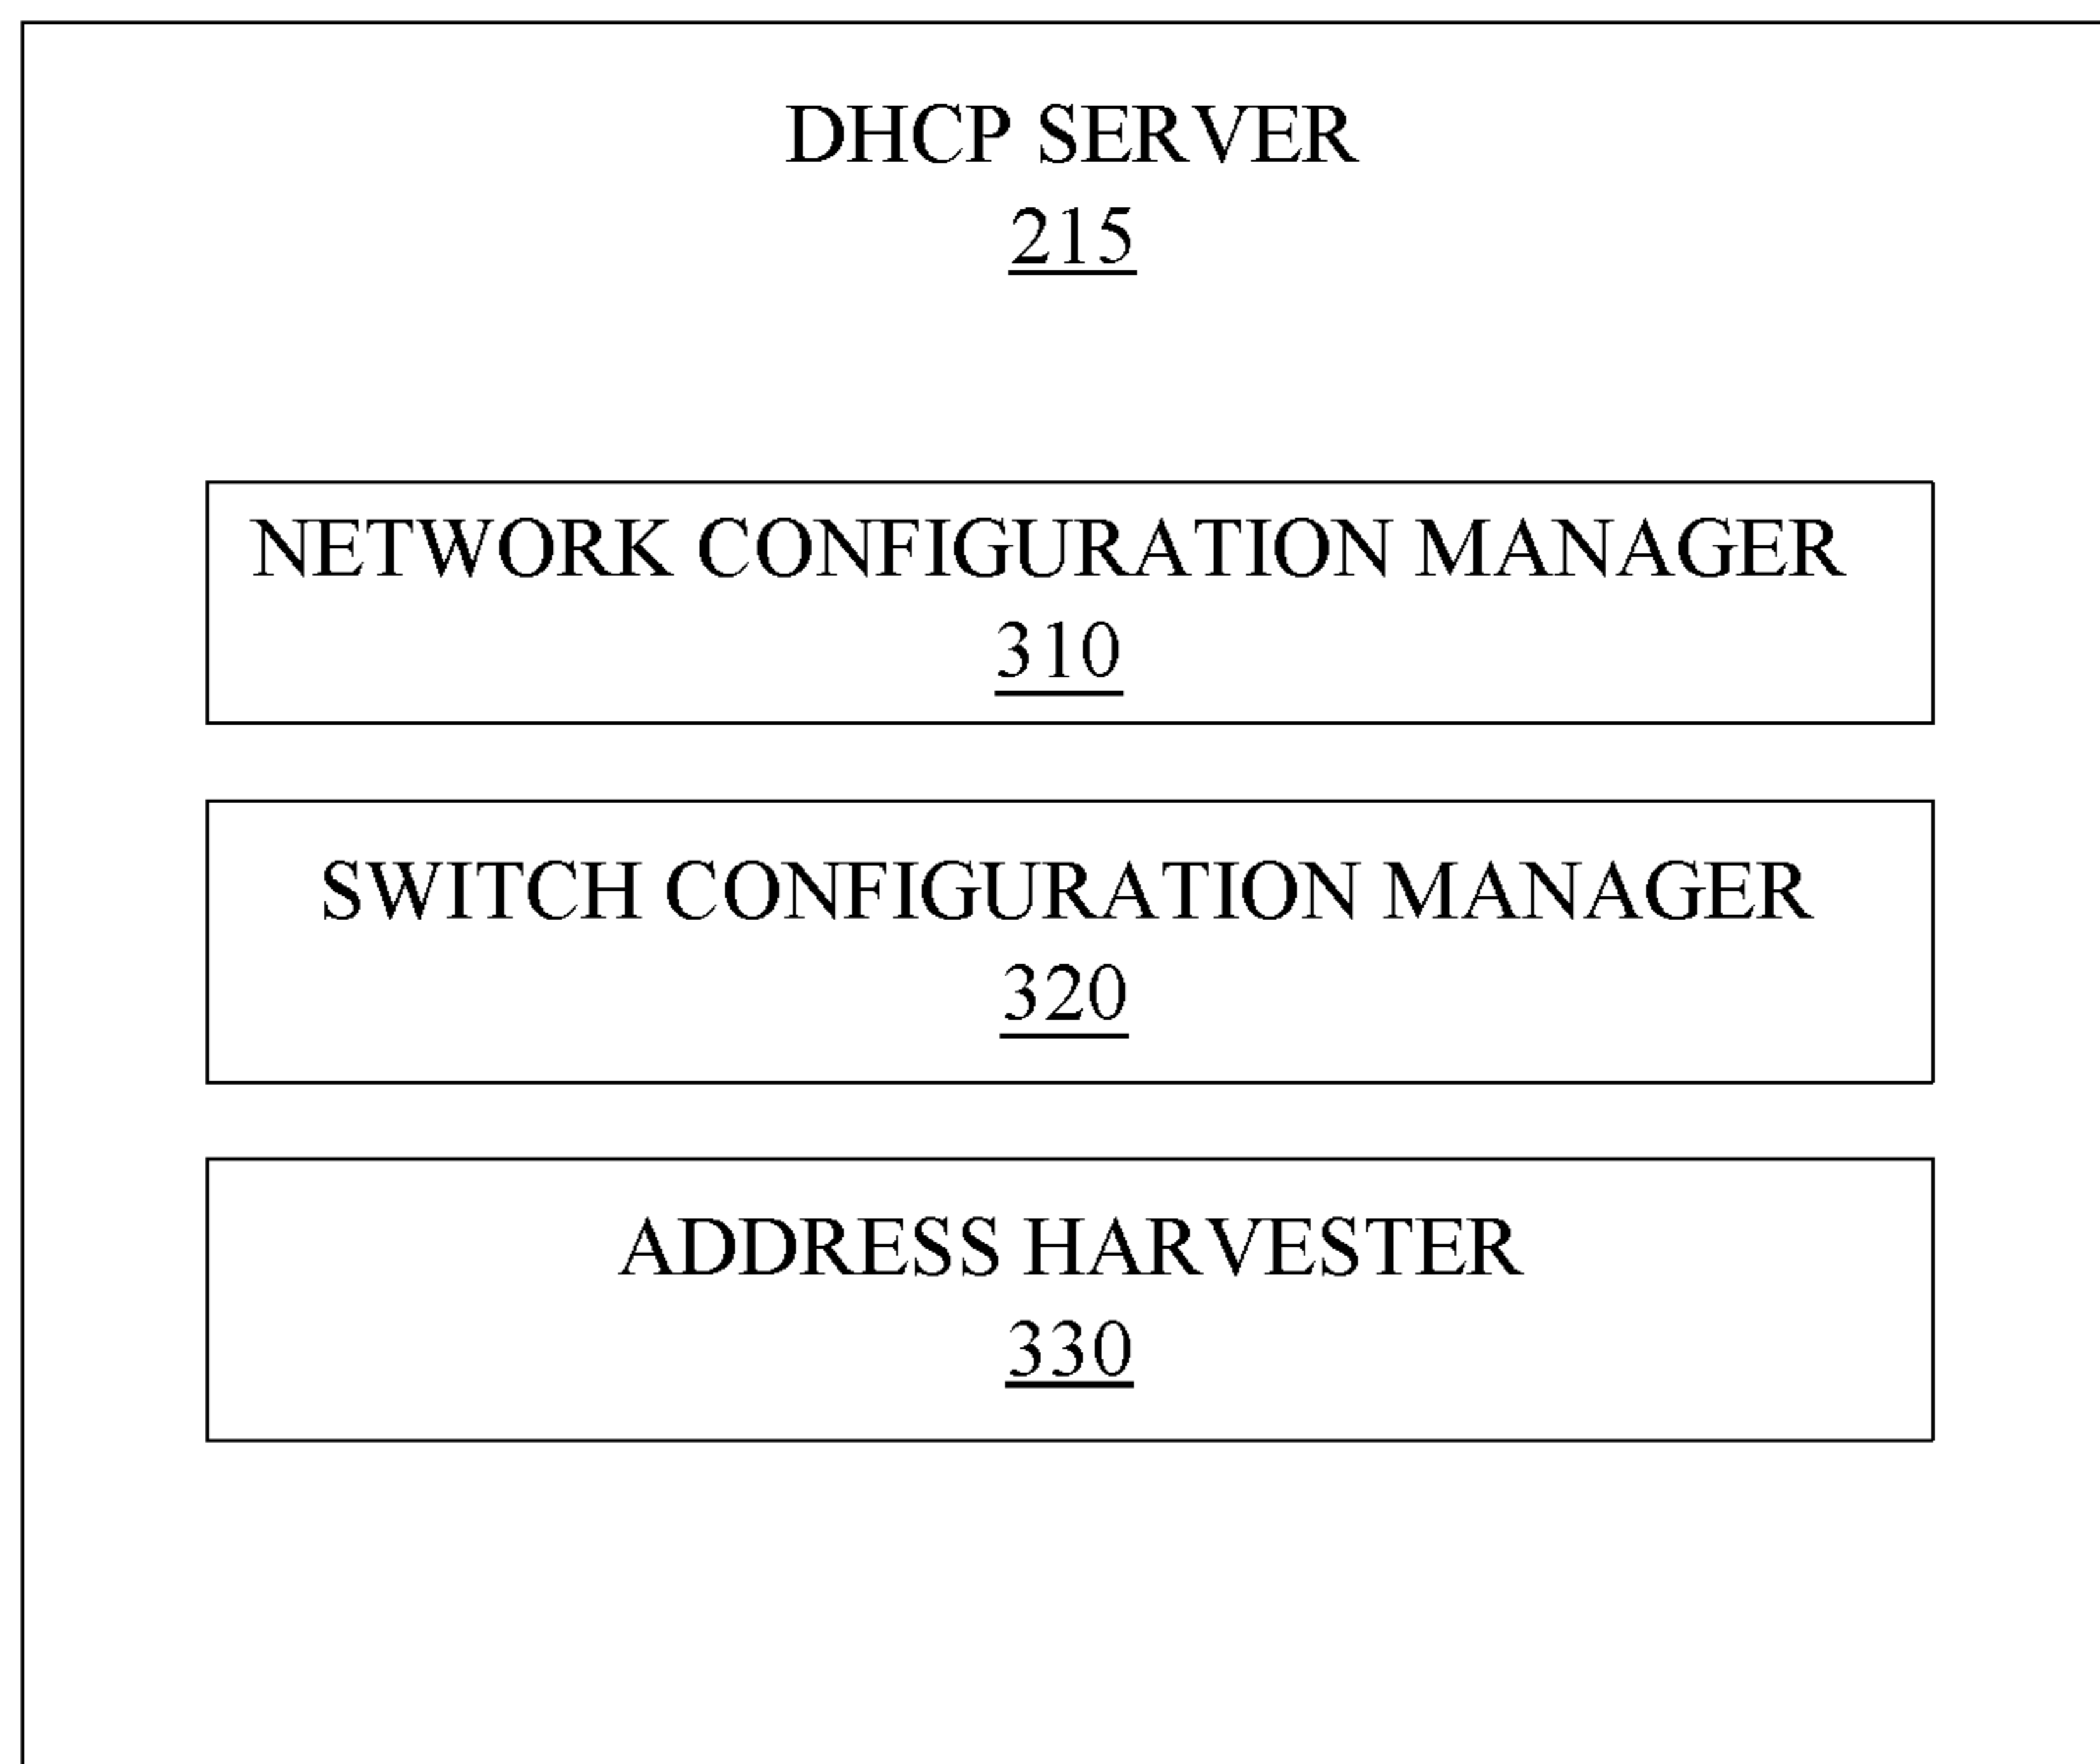 DHCP SERVER
215
NETWORK CONFIGURATION MANAGER
310
SWITCH CONFIGURATION MANAGER
320
ADDRESS HARVESTER
330